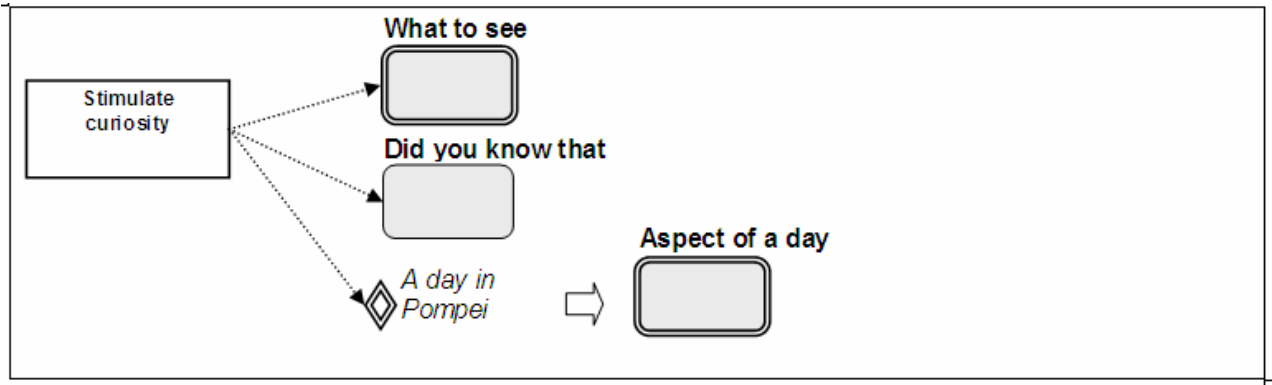 What to see
Stimulate
curiosity
Did you know that
Aspect of a day
A day in
Pompei